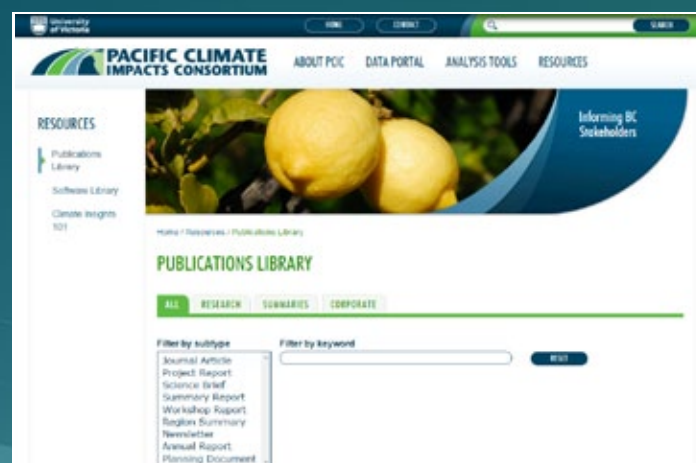 University
of Victoria
HOME
CONTACT
SEARCH
PACIFIC CLIMATE
IMPACTS CONSORTIUM
ABOUT PCIC
DATA PORTAL
ANALYSIS TOOLS
RESOURCES
RESOURCES
Publications
Library
Software Library
Climate Insights
101
Informing BC
Stakeholders
Home / Resources / Publications Library
PUBLICATIONS LIBRARY
ALL
RESEARCH
SUMMARIES
CORPORATE
Filter by subtype
Filter by keyword
Journal Article
Project Report
Science Brief
Summary Report
Workshop Report
Region Summary
Newsletter
Annual Report
Planning Document
RESET